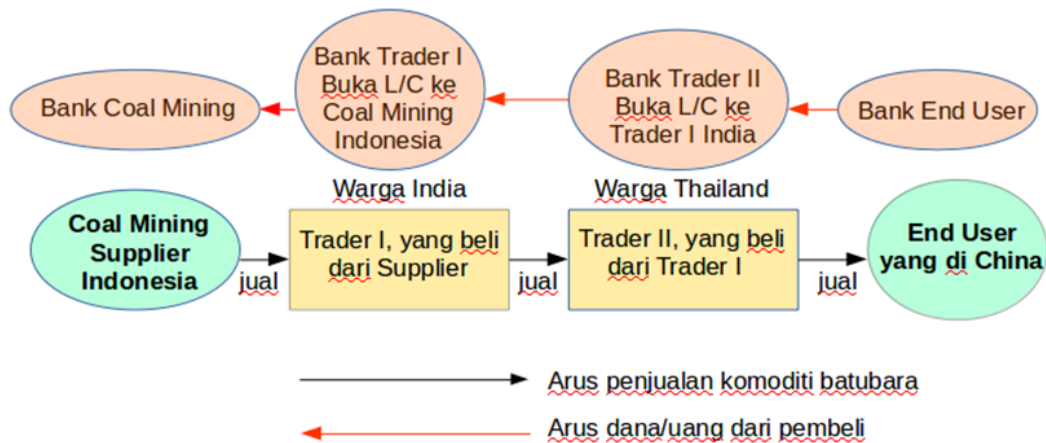 Bank Coal Mining
Bank Trader I
Buka L/C ke
Coal Mining
Indonesia
Bank Trader II
Buka L/C ke
Trader I India
Bank End User
Warga India
Warga Thailand
Coal Mining
Supplier
Indonesia
jual
Trader I, yang beli
dari Supplier
jual
Trader II, yang beli
dari Trader I
jual
End User
yang di China
Arus penjualan komoditi batubara
Arus dana/uang dari pembeli